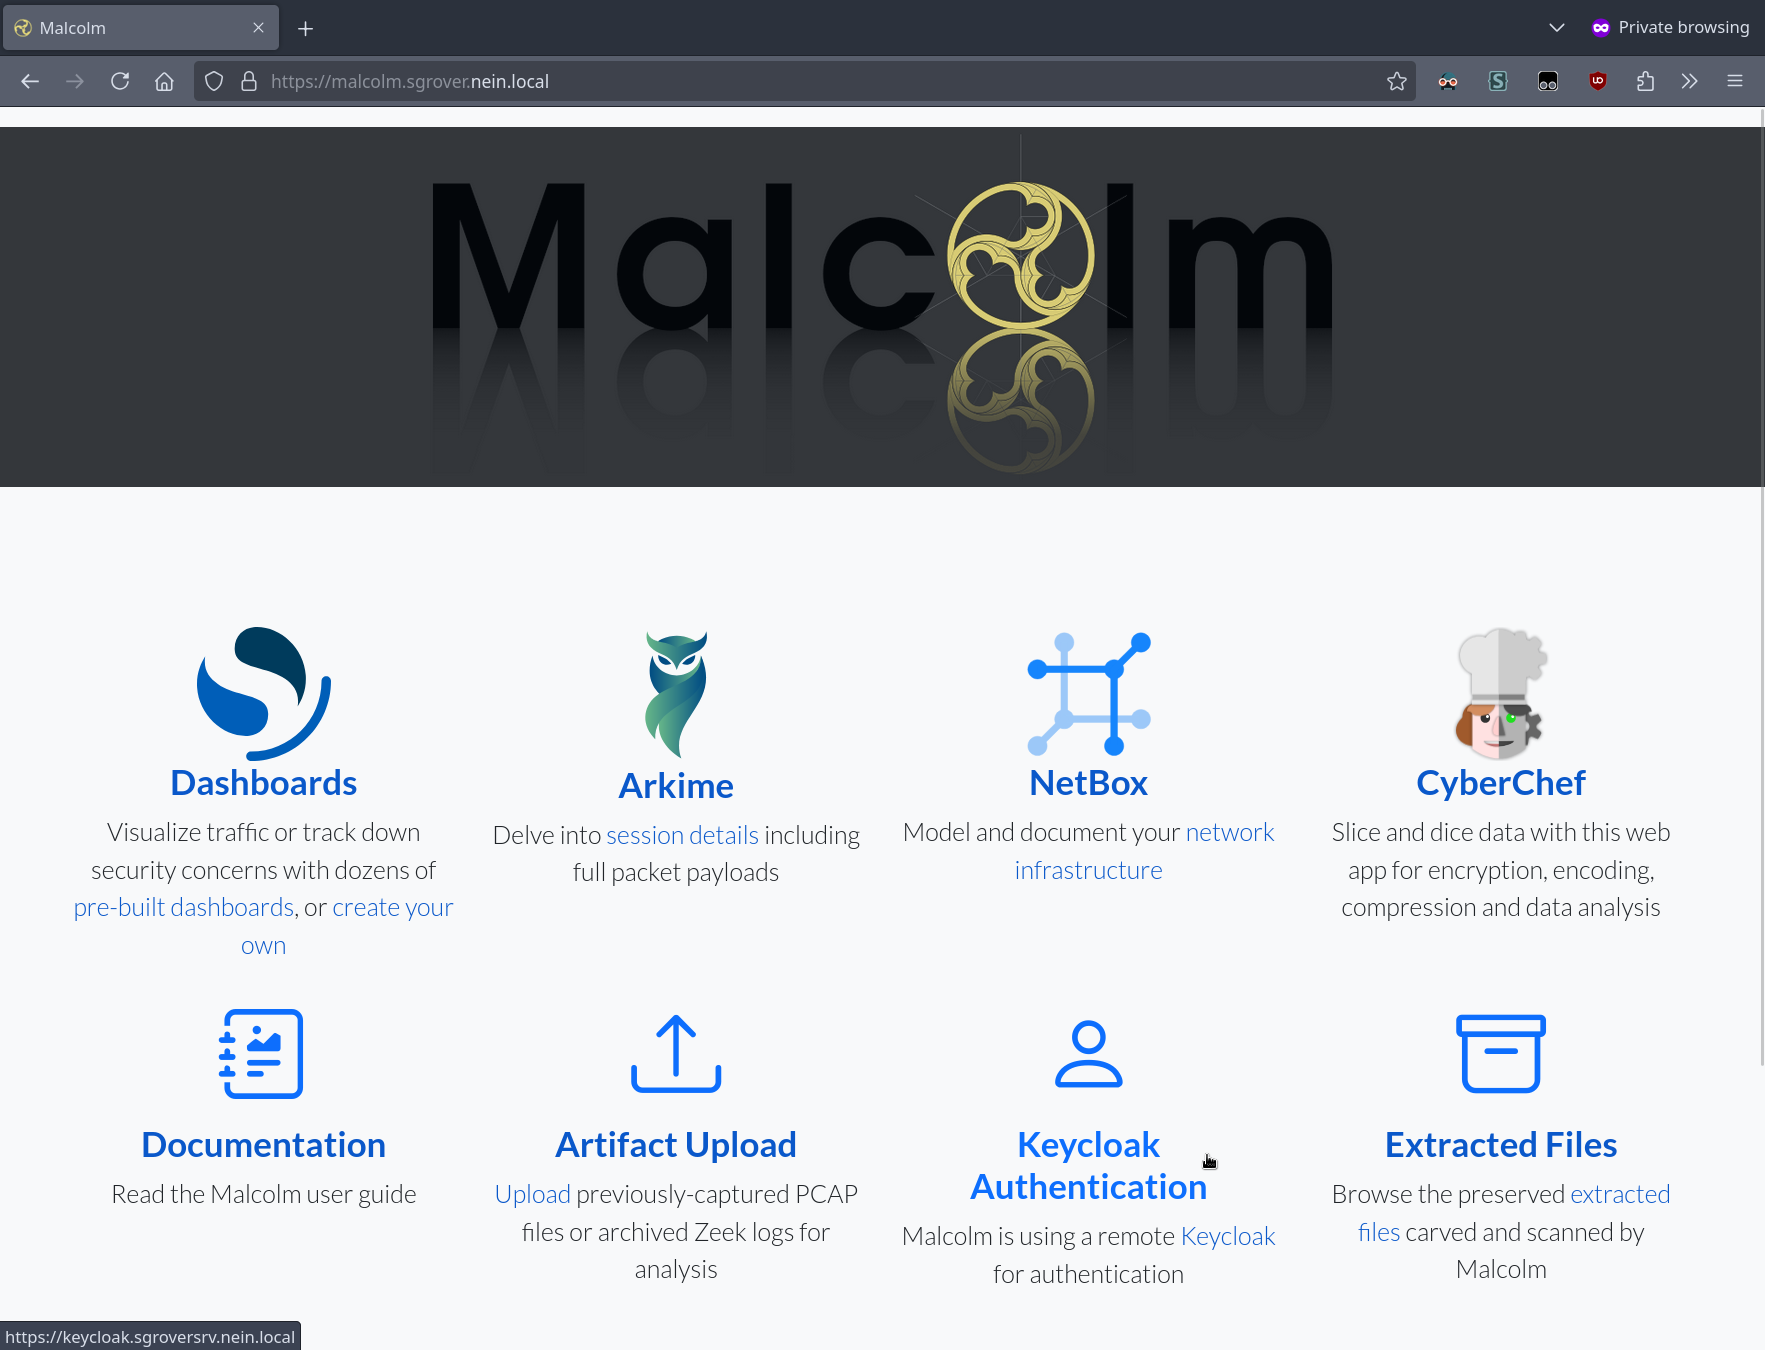 Malcolm
Private browsing
https://malcolm.sgrover.nein.local
Malcolm
Dashboards
Visualize traffic or track down
security concerns with dozens of
pre-built dashboards, or create your
own
Arkime
Delve into session details including
full packet payloads
NetBox
Model and document your network
infrastructure
CyberChef
Slice and dice data with this web
app for encryption, encoding,
compression and data analysis
Documentation
Read the Malcolm user guide
Artifact Upload
Upload previously-captured PCAP
files or archived Zeek logs for
analysis
Keycloak
Authentication
Malcolm is using a remote Keycloak
for authentication
Extracted Files
Browse the preserved extracted
files carved and scanned by
Malcolm
https://keycloak.sgroversrv.nein.local